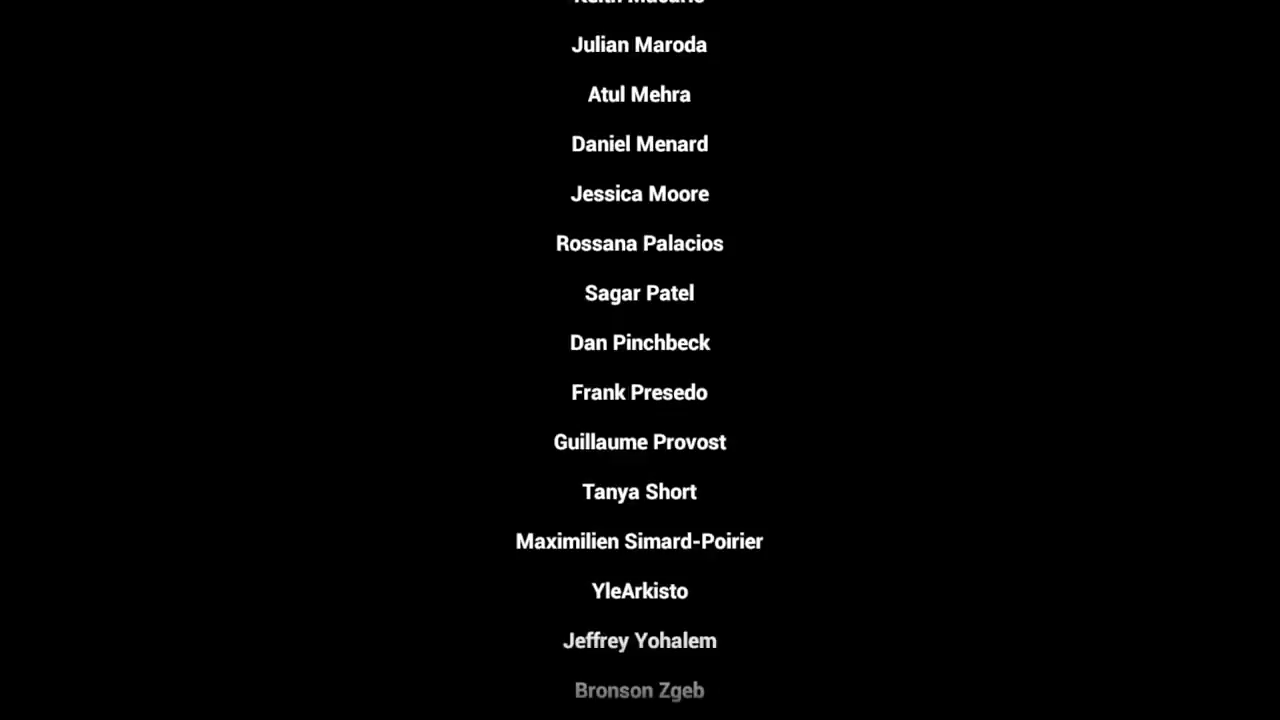 Julian Maroda
Atul Mehra
Daniel Menard
Jessica Moore
Rossana Palacios
Sagar Patel
Dan Pinchbeck
Frank Presedo
Guillaume Provost
Tanya Short
Maximilien Simard-Poirier
YleArkisto
Jeffrey Yohalem
Bronson Zgeb